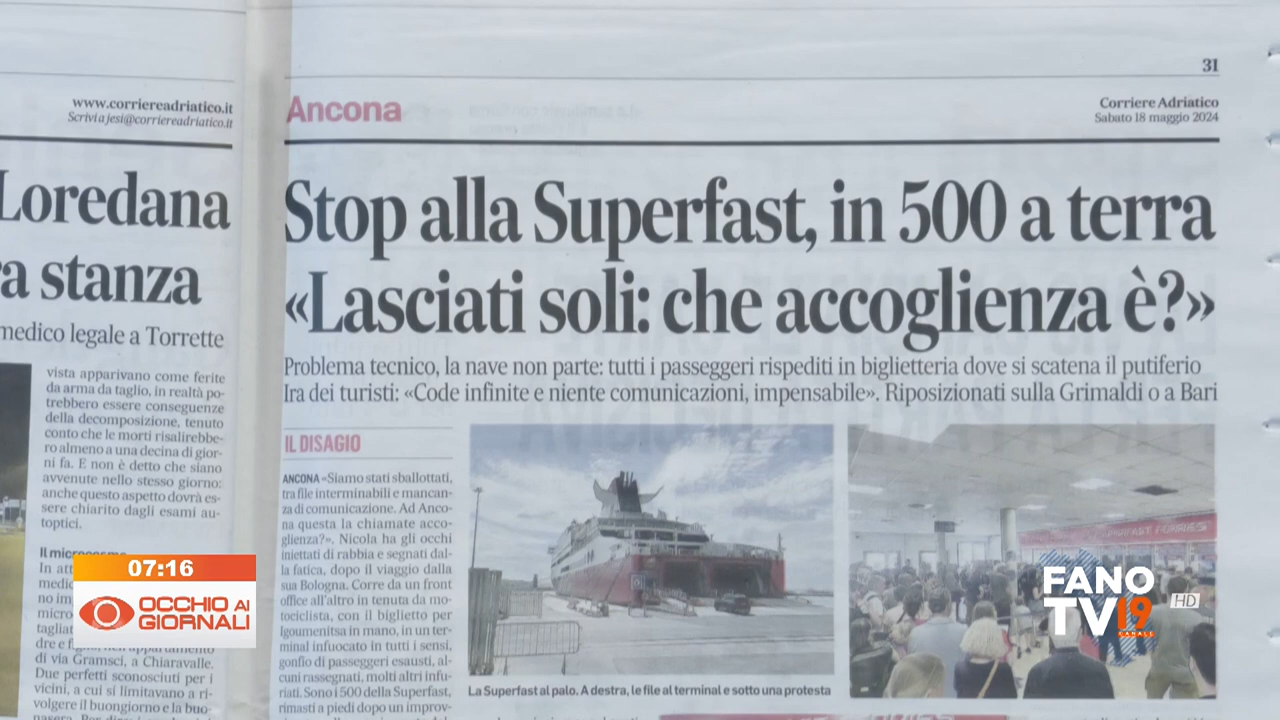 www.corriereadriatico.it
Scrivi a jesi@corriereadriatico.it
Loredana
a stanza
medico legale a Torrette
vista apparivano come ferite
da arma da taglio, in realtà po-
trebbero essere conseguenze
della decomposizione, tenuto
conto che le morti risalirebbe-
ro almeno a una decina di gior-
ni fa. E non è detto che siano
avvenute nello stesso giorno:
anche questo aspetto dovrà es-
sere chiarito dagli esami au-
toptici.
Il
In
di via Gramsci, a Chiaravalle.
Due perfetti sconosciuti per i
vicini, a cui si limitavano a ri-
volgere il buongiorno e la buo-
31
Ancona
Corriere Adriatico
Sabato 18 maggio 2024
Stop alla Superfast, in 500 a terra
«Lasciati soli: che accoglienza è?»
Problema tecnico, la nave non parte: tutti i passeggeri rispediti in biglietteria dove si scatena il putiferio
Ira dei turisti: «Code infinite e niente comunicazioni, impensabile». Riposizionati sulla Grimaldi o a Bari
IL DISAGIO
ANCONA «Siamo stati sballottati,
tra file interminabili e mancan-
za di comunicazione. Ad Anco-
na questa la chiamate acco-
glienza?». Nicola ha gli occhi
iniettati di rabbia e segnati dal-
la fatica, dopo il viaggio dalla
sua Bologna. Corre da un front
office all'altro in tenuta da mo-
tociclista, con il biglietto per
Igoumenitsa in mano, in un ter-
minal infuocato in tutti i sensi,
gonfio di passeggeri esausti, al-
cuni rassegnati, molti altri infu-
riati. Sono i 500 della Superfast,
rimasti a piedi dopo un improv-
SUPERFAST FERRIES
La Superfast al palo. A destra, le file al terminal e sotto una protesta
07:16
OCCHIO AI
GIORNALI
FANO
TV19
CANALE
HD